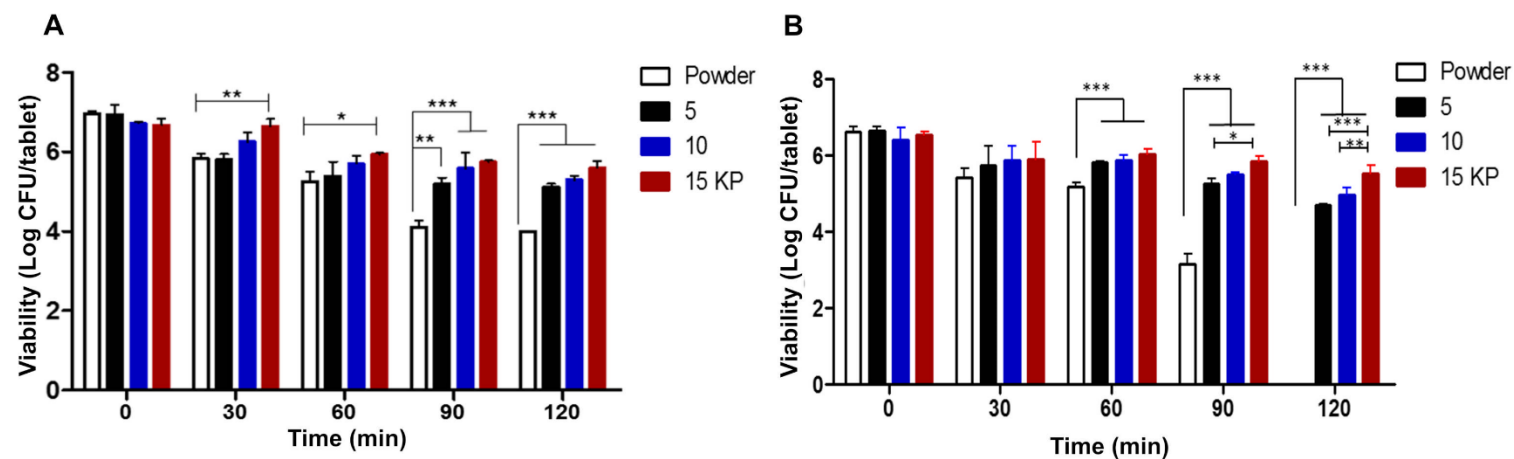 A
Viability (Log CFU/tablet)
8
6
4
2
0
**
*
***
**
***
Powder
5
10
15 KP
0 30 60 90 120
Time (min)
B
Viability (Log CFU/tablet)
8
6
4
2
0
***
***
*
***
***
**
Powder
5
10
15 KP
0 30 60 90 120
Time (min)